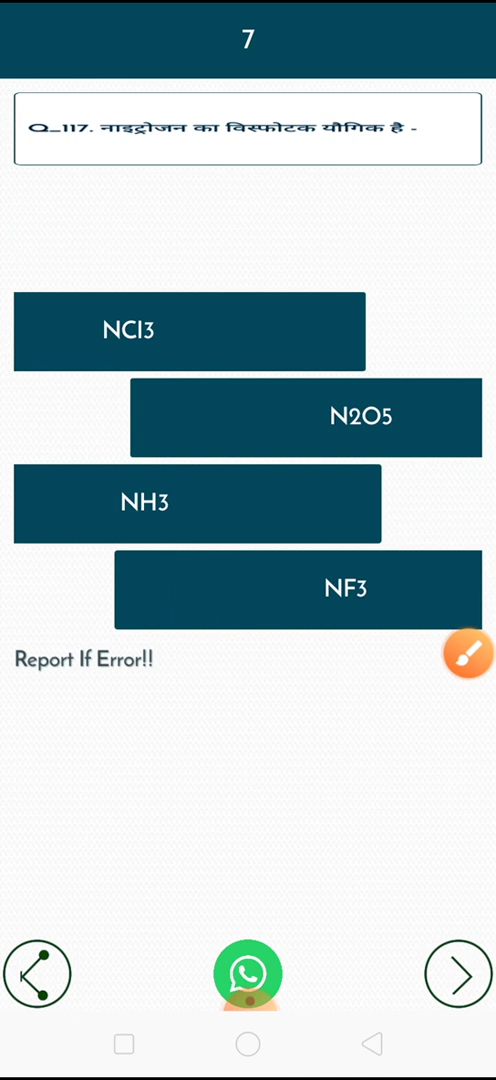 7
Q_117. नाइट्रोजन का विस्फोटक यौगिक है -
NCl3
N2O5
NH3
NF3
Report If Error!!